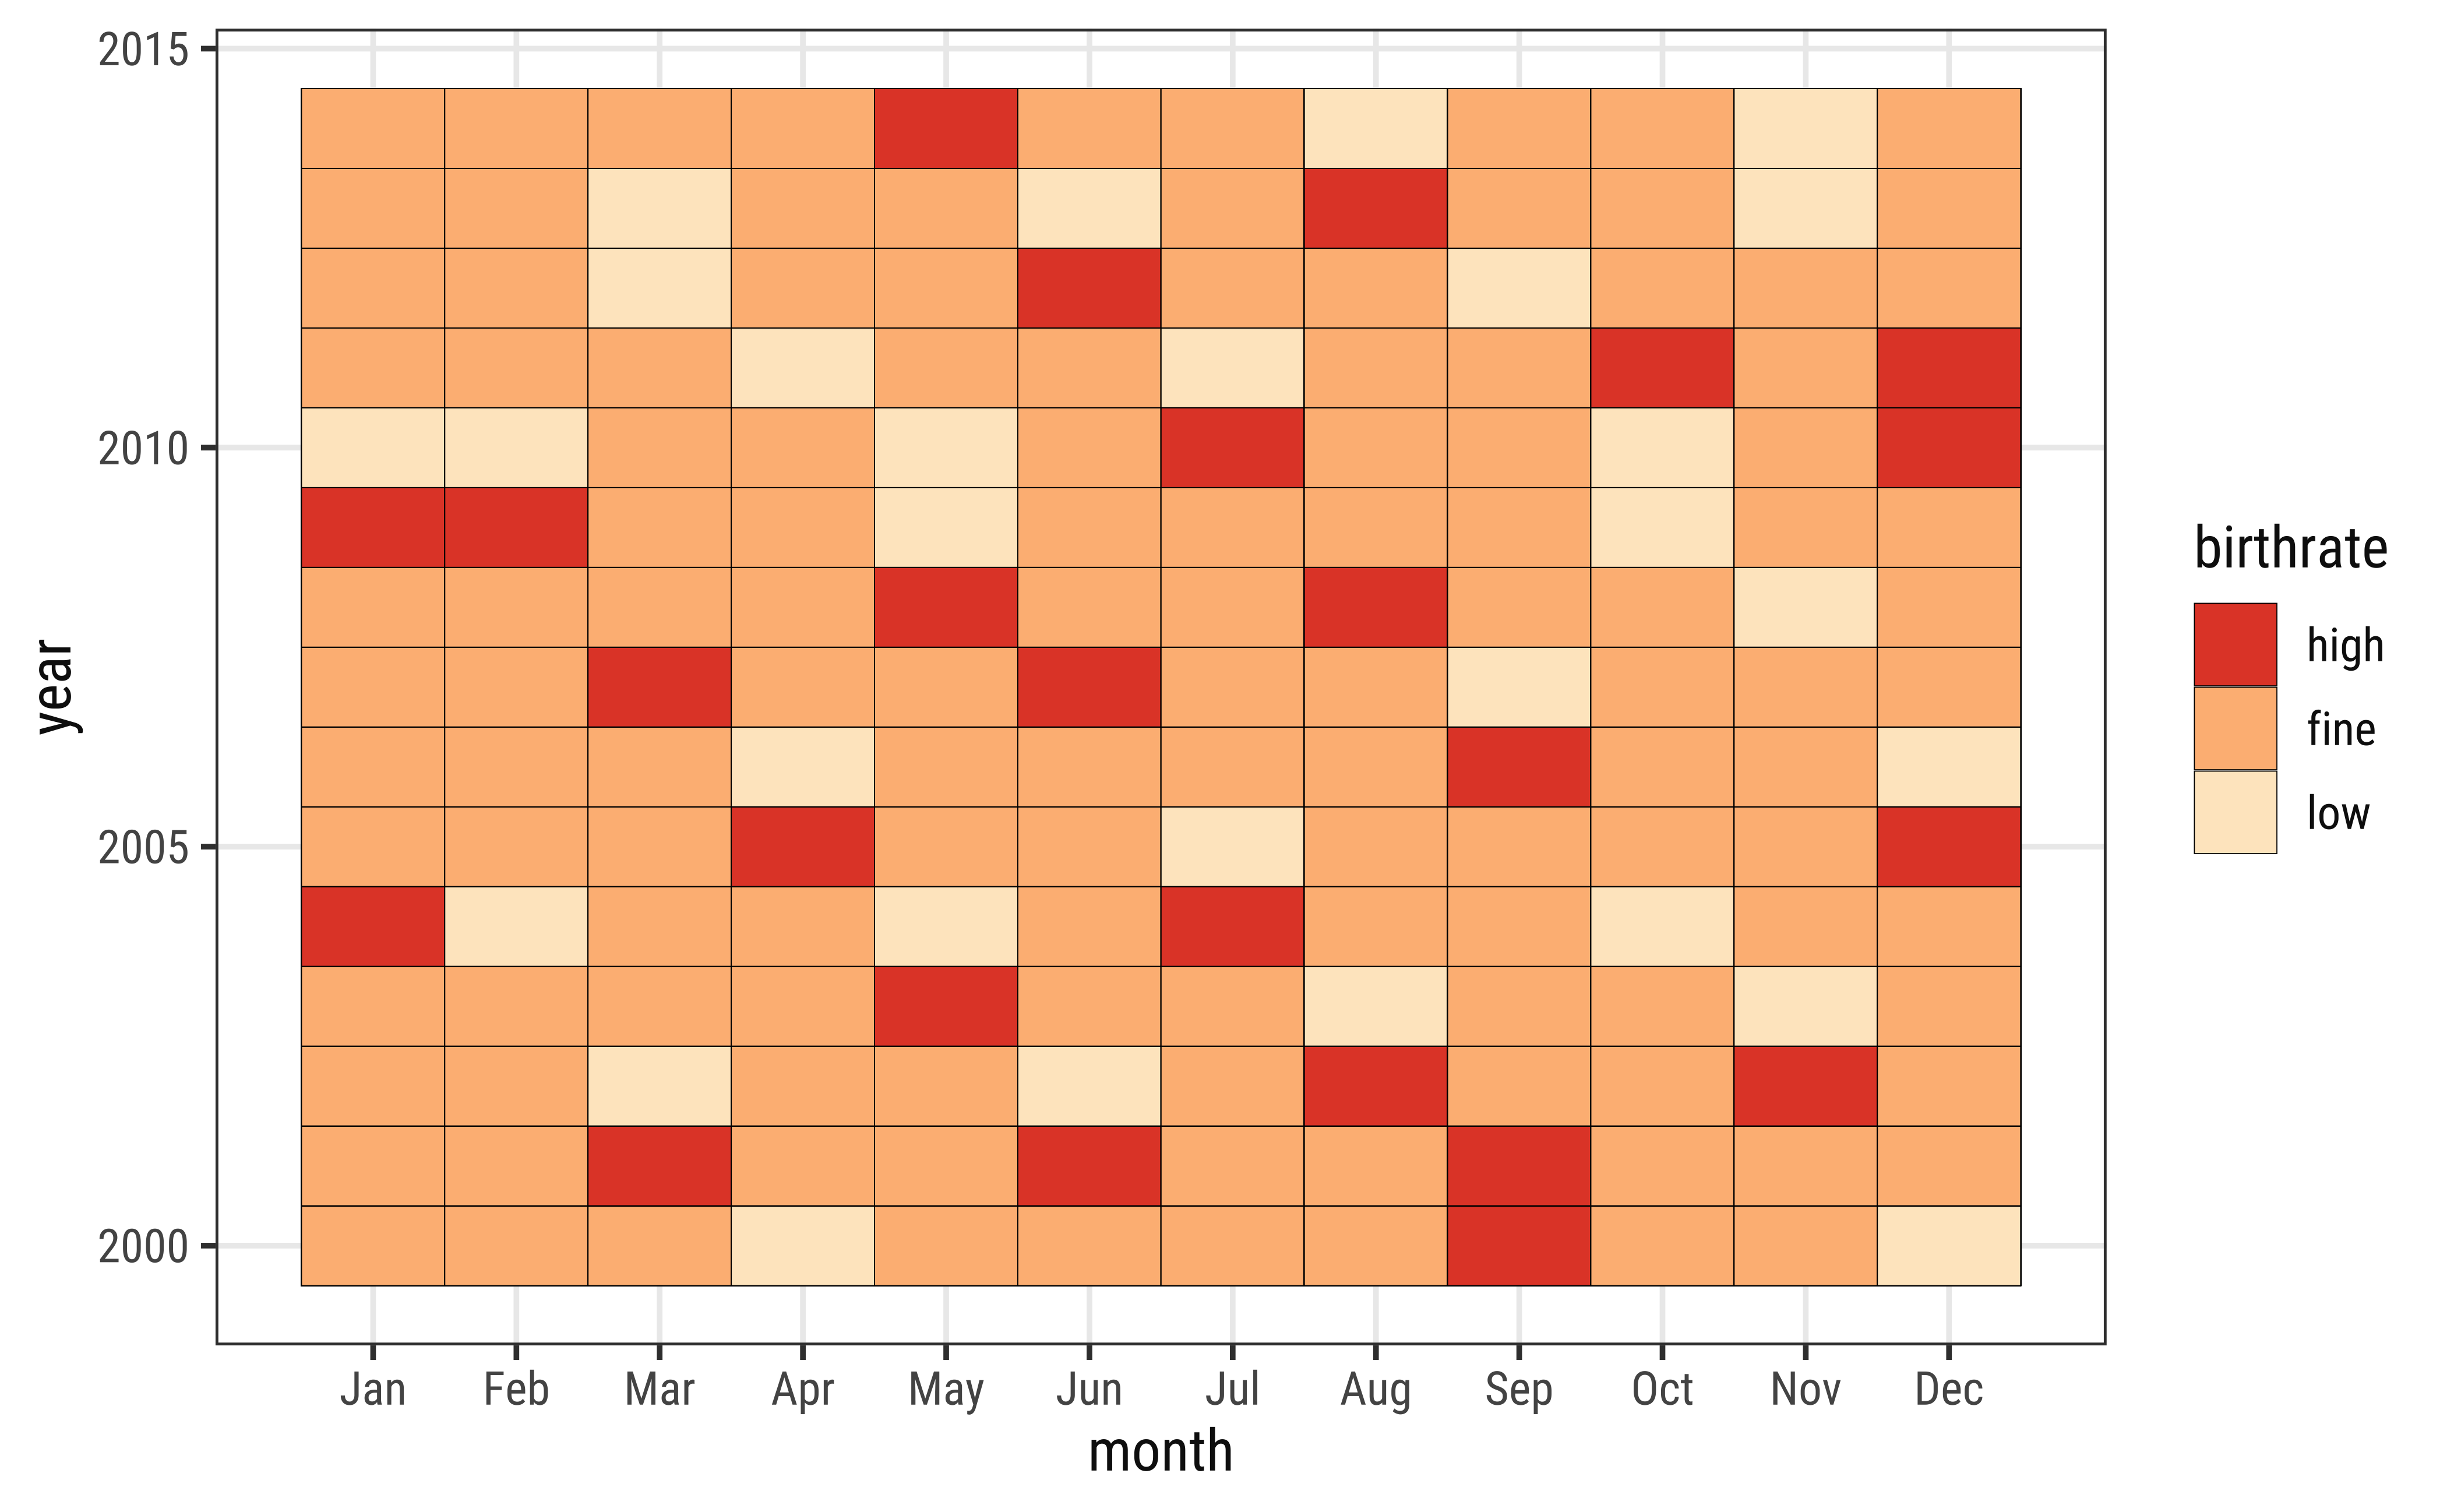 2015
2010
2005
2000
year
Jan Feb Mar Apr May Jun Jul Aug Sep Oct Nov Dec
month
birthrate
high
fine
low